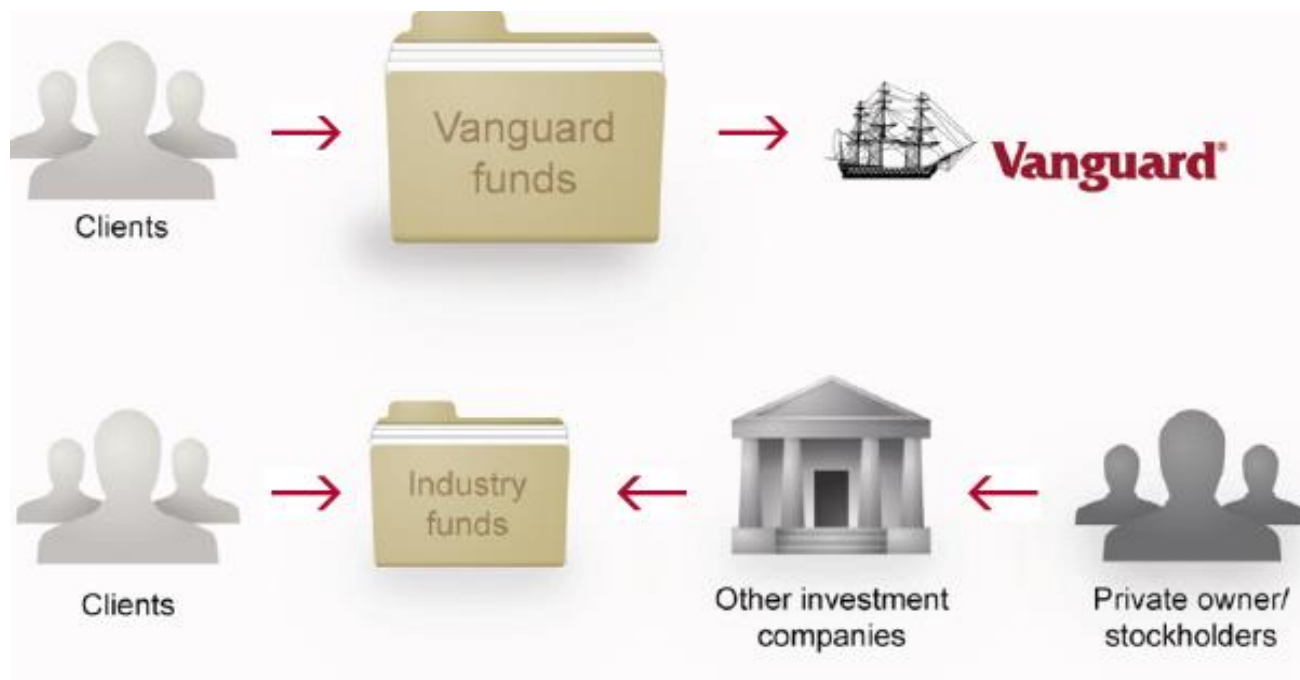 Vanguard
funds
Vanguard®
Clients
Industry
funds
Clients
Other investment
companies
Private owner/
stockholders